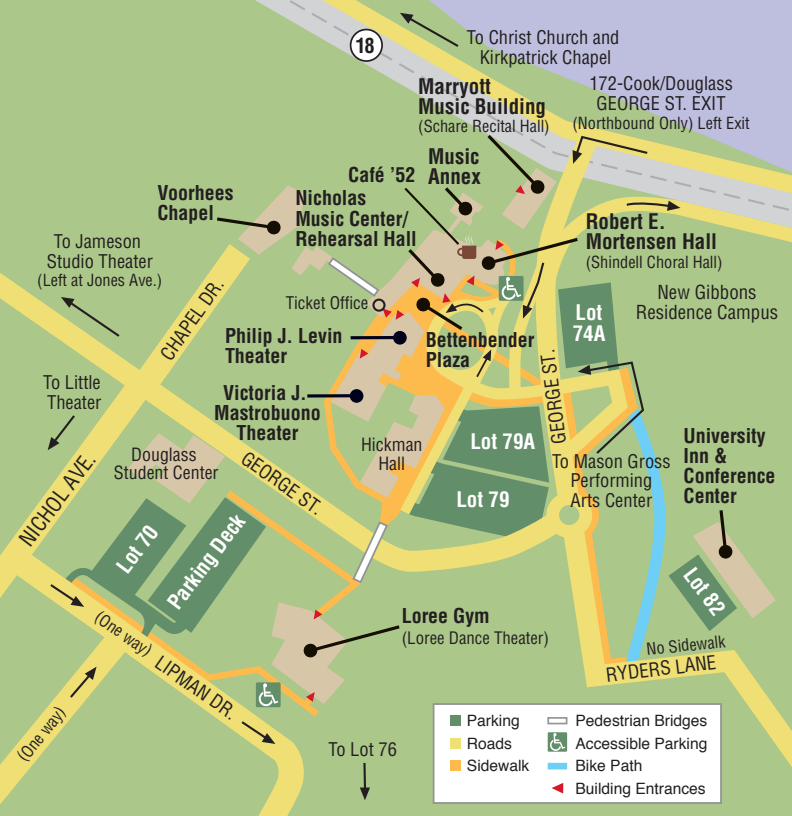 18
To Christ Church and
Kirkpatrick Chapel
172-Cook/Douglass
GEORGE ST. EXIT
(Northbound Only) Left Exit
Marryott
Music Building
(Schare Recital Hall)
Music
Annex
Café ’52
Voorhees
Chapel
Nicholas
Music Center/
Rehearsal Hall
Robert E.
Mortensen Hall
(Shindell Choral Hall)
To Jameson
Studio Theater
(Left at Jones Ave.)
New Gibbons
Residence Campus
Ticket Office
CHAPEL DR.
Lot
74A
Philip J. Levin
Theater
Bettenbender
Plaza
GEORGE ST.
To Little
Theater
Victoria J.
Mastrobuono
Theater
Hickman
Hall
Lot 79A
Lot 79
To Mason Gross
Performing
Arts Center
University
Inn &
Conference
Center
Douglass
Student Center
GEORGE ST.
NICHOL AVE.
Lot 70
Parking Deck
Lot 82
Loree Gym
(Loree Dance Theater)
No Sidewalk
RYDERS LANE
(One way)
LIPMAN DR.
(One way)
To Lot 76
Parking
Roads
Sidewalk
Pedestrian Bridges
Accessible Parking
Bike Path
Building Entrances